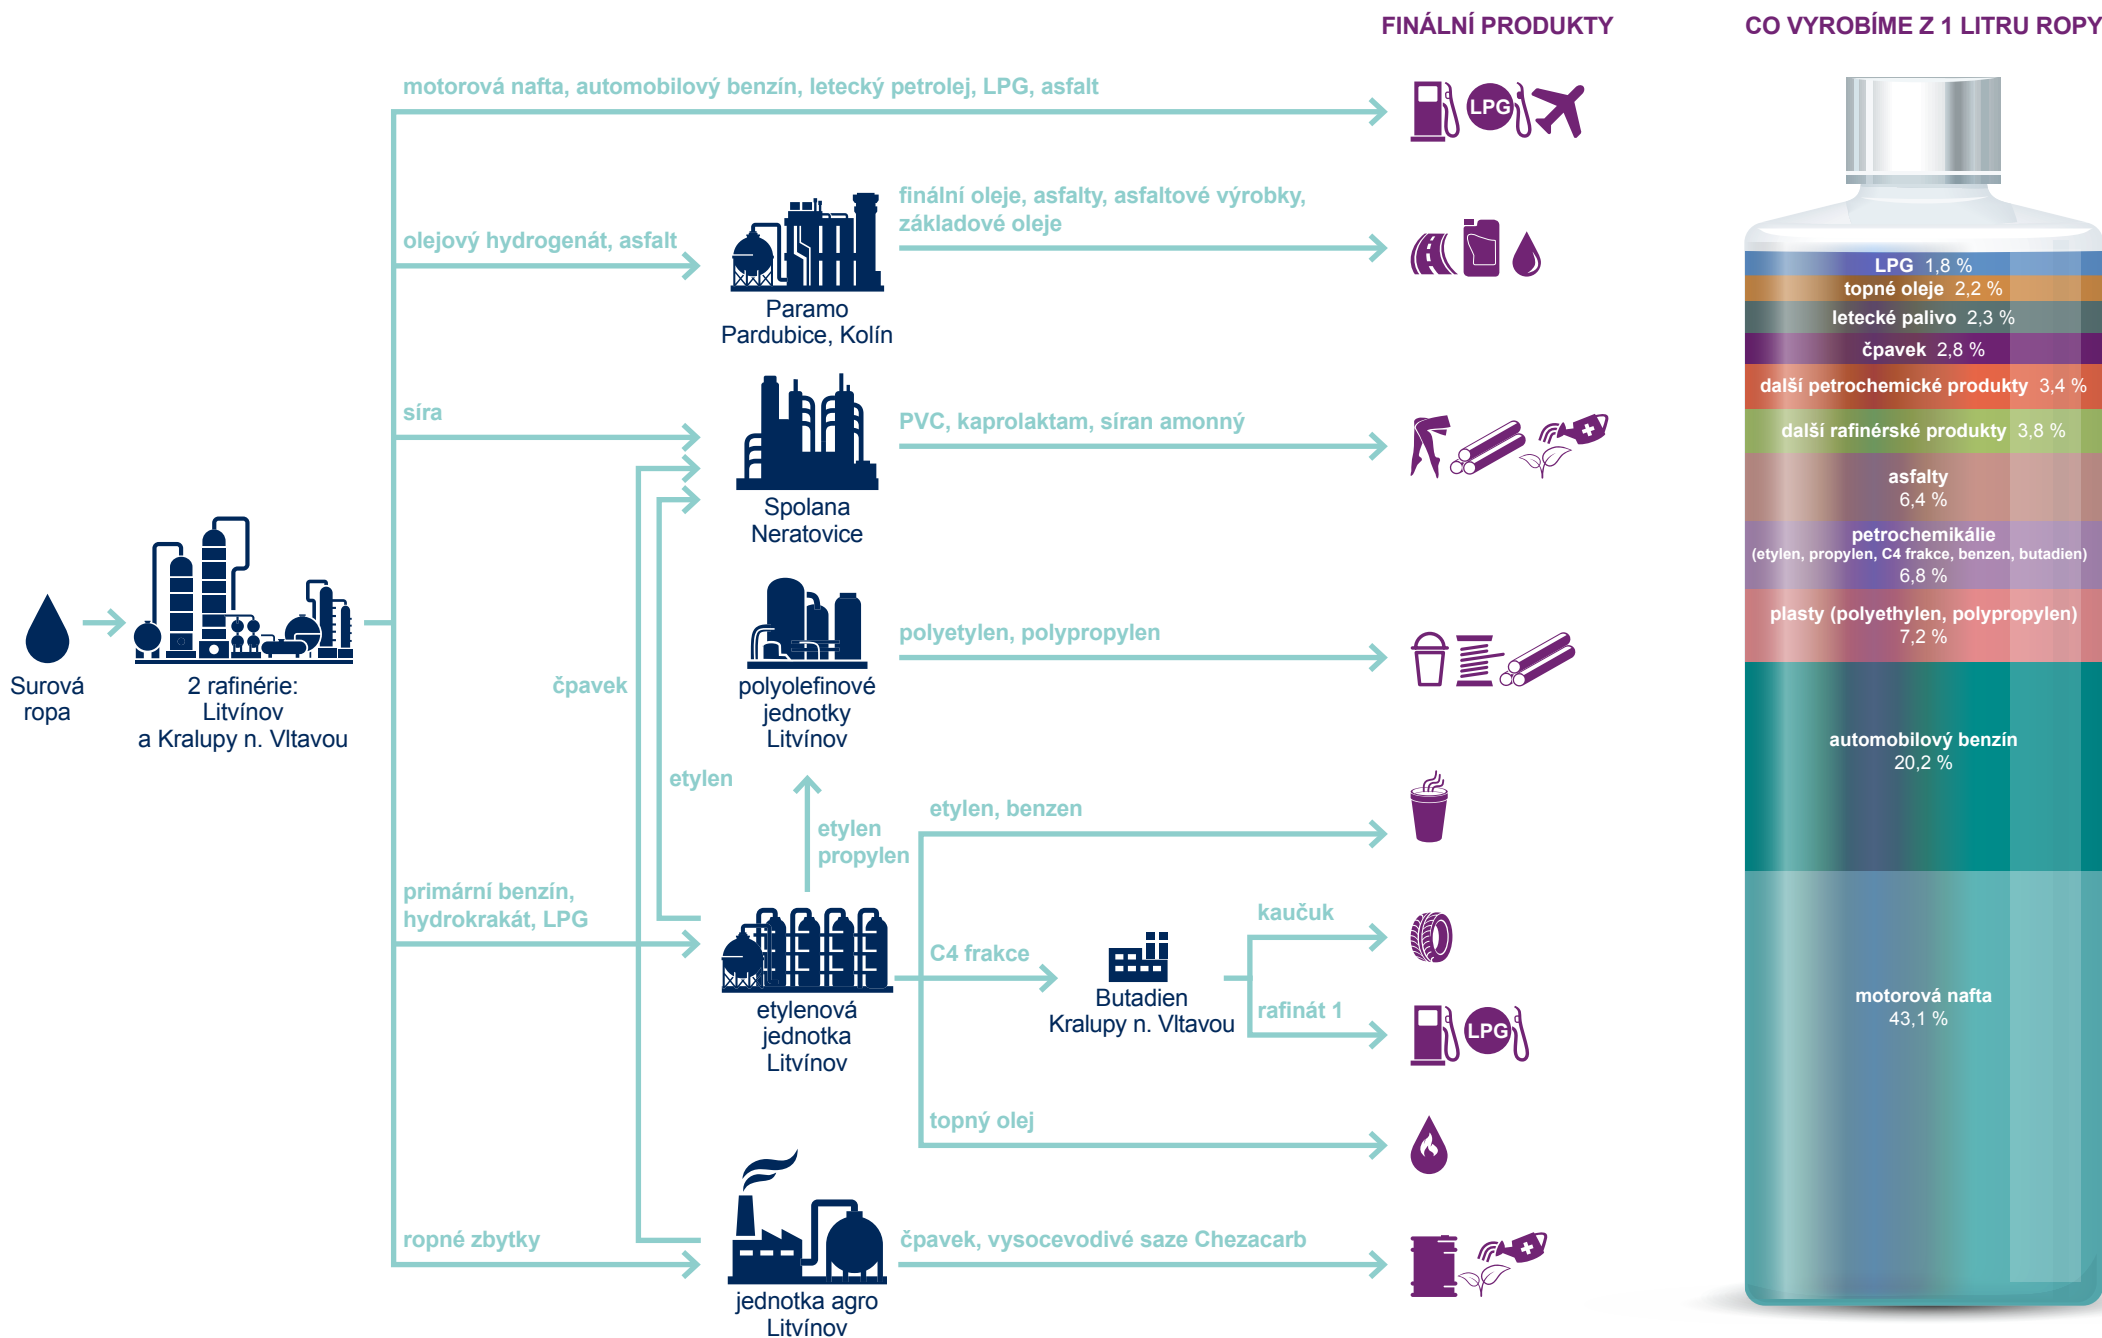 FINÁLNÍ PRODUKTY
CO VYROBÍME Z 1 LITRU ROPY
motorová nafta, automobilový benzín, letecký petrolej, LPG, asfalt
LPG
olejový hydrogenát, asfalt
Paramo
Pardubice, Kolín
finální oleje, asfalty, asfaltové výrobky,
základové oleje
síra
Spolana
Neratovice
PVC, kaprolaktam, síran amonný
Surová
ropa
2 rafinérie:
Litvínov
a Kralupy n. Vltavou
čpavek
etylen
polyolefinové
jednotky
Litvínov
polyetylen, polypropylen
etylen
propylen
primární benzín,
hydrokrakát, LPG
etylenová
jednotka
Litvínov
etylen, benzen
C4 frakce
Butadien
Kralupy n. Vltavou
kaučuk
rafinát 1
LPG
topný olej
ropné zbytky
jednotka agro
Litvínov
čpavek, vysocevodivé saze Chezacarb
LPG 1,8 %
topné oleje 2,2 %
letecké palivo 2,3 %
čpavek 2,8 %
další petrochemické produkty 3,4 %
další rafinérské produkty 3,8 %
asfalty
6,4 %
petrochemikálie
(etylen, propylen, C4 frakce, benzen, butadien)
6,8 %
plasty (polyethylen, polypropylen)
7,2 %
automobilový benzín
20,2 %
motorová nafta
43,1 %